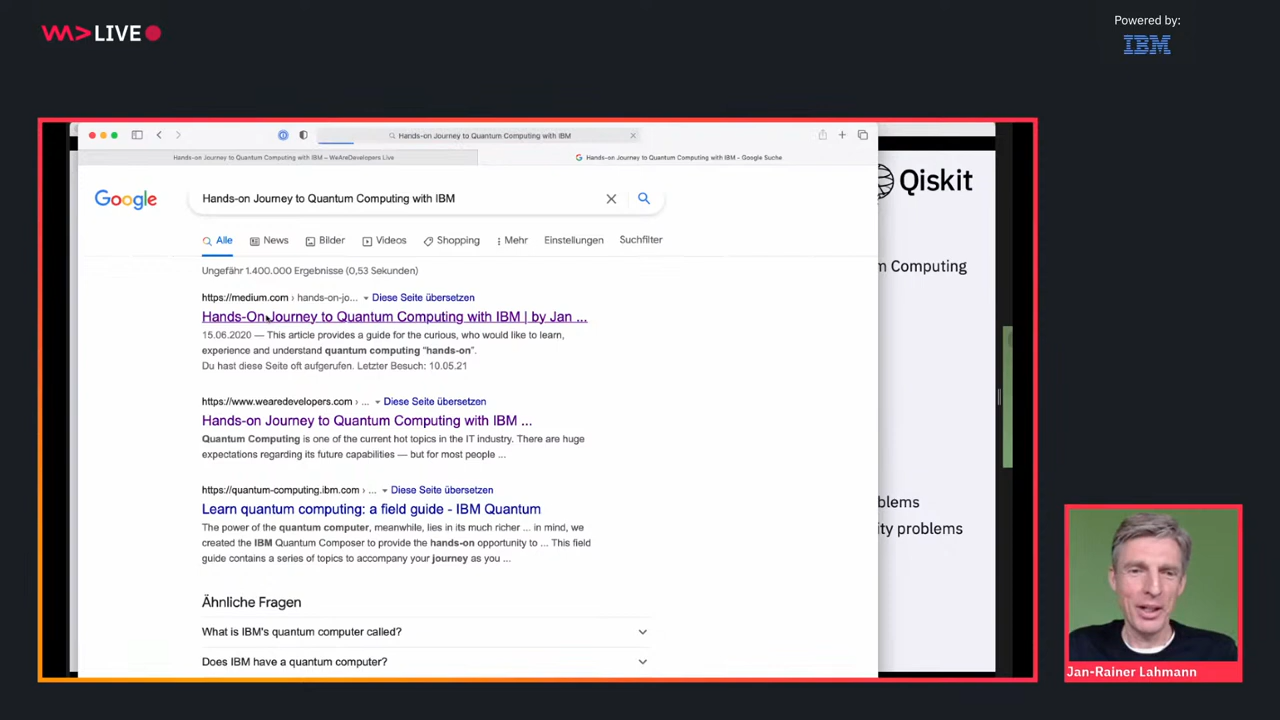 LIVE
Powered by:
IBM
Hands-on Journey to Quantum Computing with IBM
Hands-on Journey to Quantum Computing with IBM – WeAreDevelopers Live
Hands-on Journey to Quantum Computing with IBM - Google Suche
Google
Hands-on Journey to Quantum Computing with IBM
Alle
News
Bilder
Videos
Shopping
Mehr
Einstellungen
Suchfilter
Ungefähr 1.400.000 Ergebnisse (0,53 Sekunden)
https://medium.com › hands-on-jo... Diese Seite übersetzen
Hands-On Journey to Quantum Computing with IBM | by Jan ...
15.06.2020 — This article provides a guide for the curious, who would like to learn,
experience and understand quantum computing "hands-on".
Du hast diese Seite oft aufgerufen. Letzter Besuch: 10.05.21
https://www.wearedevelopers.com › ... Diese Seite übersetzen
Hands-on Journey to Quantum Computing with IBM ...
Quantum Computing is one of the current hot topics in the IT industry. There are huge
expectations regarding its future capabilities — but for most people ...
https://quantum-computing.ibm.com › ... Diese Seite übersetzen
Learn quantum computing: a field guide - IBM Quantum
The power of the quantum computer, meanwhile, lies in its much richer ... in mind, we
created the IBM Quantum Composer to provide the hands-on opportunity to ... This field
guide contains a series of topics to accompany your journey as you ...
Ähnliche Fragen
What is IBM's quantum computer called?
Does IBM have a quantum computer?
Qiskit
m Computing
blems
ity problems
Jan-Rainer Lahmann